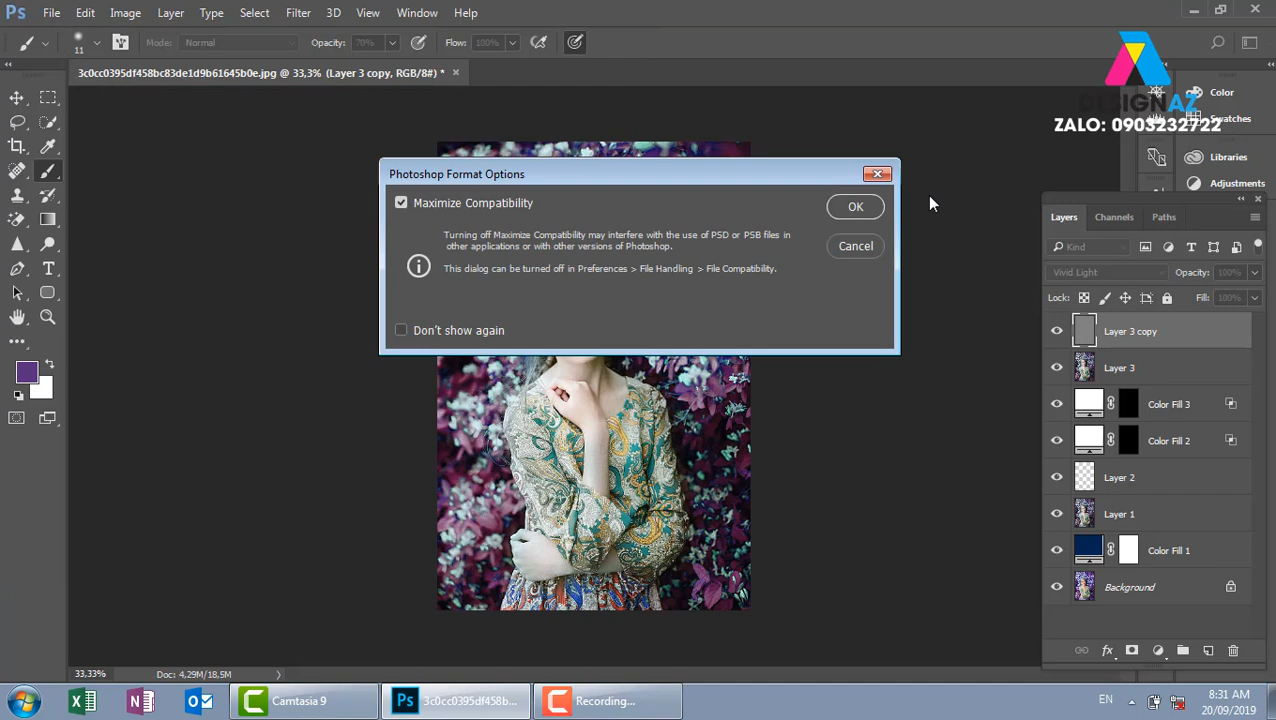 Ps File Edit Image Layer Type Select Filter 3D View Window Help
11 Mode: Normal Opacity: 70% Flow: 100%
3c0cc0395df458bc83de1d9b61645b0e.jpg @ 33,3% (Layer 3 copy, RGB/8#) * ×
DESIGNAZ
ZALO: 0903232722
Color
Swatches
Libraries
Adjustments
Photoshop Format Options
Maximize Compatibility
OK
Turning off Maximize Compatibility may interfere with the use of PSD or PSB files in
other applications or with other versions of Photoshop.
Cancel
This dialog can be turned off in Preferences > File Handling > File Compatibility.
Don't show again
Layers Channels Paths
Kind
Vivid Light Opacity: 100%
Lock: Fill: 100%
Layer 3 copy
Layer 3
Color Fill 3
Color Fill 2
Layer 2
Layer 1
Color Fill 1
Background
33,33% Doc: 4,29M/18,5M
Camtasia 9
Ps 3c0cc0395df458b...
Recording...
EN
8:31 AM
20/09/2019